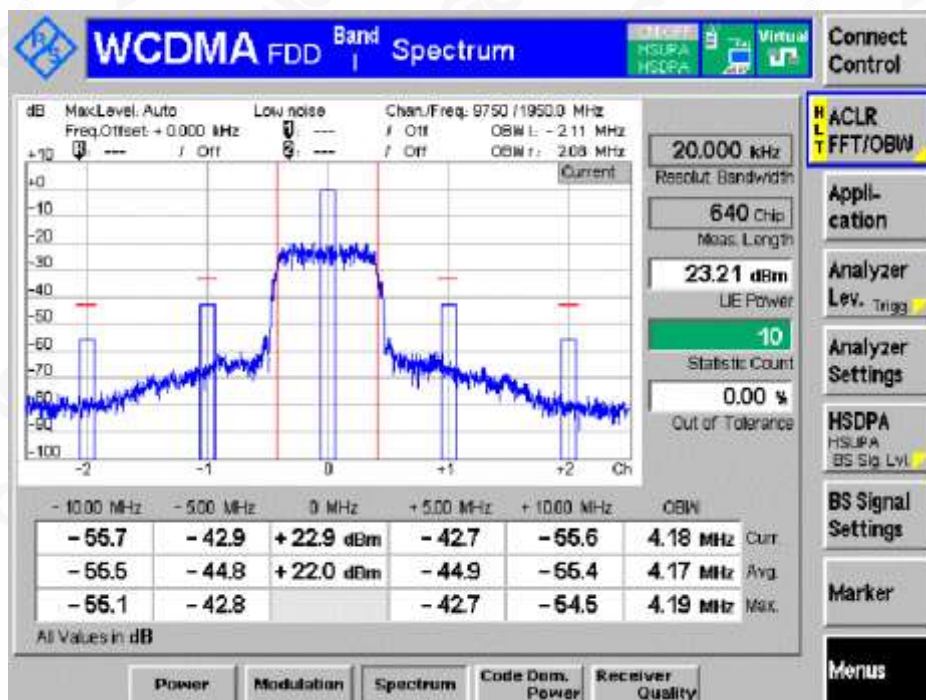 R S
WCDMA FDD Band I Spectrum
HSUPA
HSDPA
Virtual
Connect Control
dB Max.Level: Auto Low noise Chan./Freq.: 9750 / 1950.0 MHz
Freq.Offset: + 0.000 kHz 1: --- / Off OBW l: - 2.11 MHz
--- / Off 2: --- / Off OBW r: 2.08 MHz
Current
+10
+0
-10
-20
-30
-40
-50
-60
-70
-80
-90
-100
-2 -1 0 +1 +2 Ch
20.000 kHz
Resolut. Bandwidth
640 Chip
Meas. Length
23.21 dBm
UE Power
10
Statistic Count
0.00 %
Out of Tolerance
- 10.00 MHz - 5.00 MHz 0 MHz + 5.00 MHz + 10.00 MHz OBW
- 55.7 - 42.9 + 22.9 dBm - 42.7 - 55.6 4.18 MHz Curr.
- 55.5 - 44.8 + 22.0 dBm - 44.9 - 55.4 4.17 MHz Avg.
- 55.1 - 42.8 - 42.7 - 54.5 4.19 MHz Max.
All Values in dB
Power
Modulation
Spectrum
Code Dom. Power
Receiver Quality
H L T
ACLR
FFT/OBW
Appli-
cation
Analyzer
Lev. Trigg
Analyzer
Settings
HSDPA
HSUPA
BS Sig. Lvl.
BS Signal
Settings
Marker
Menus